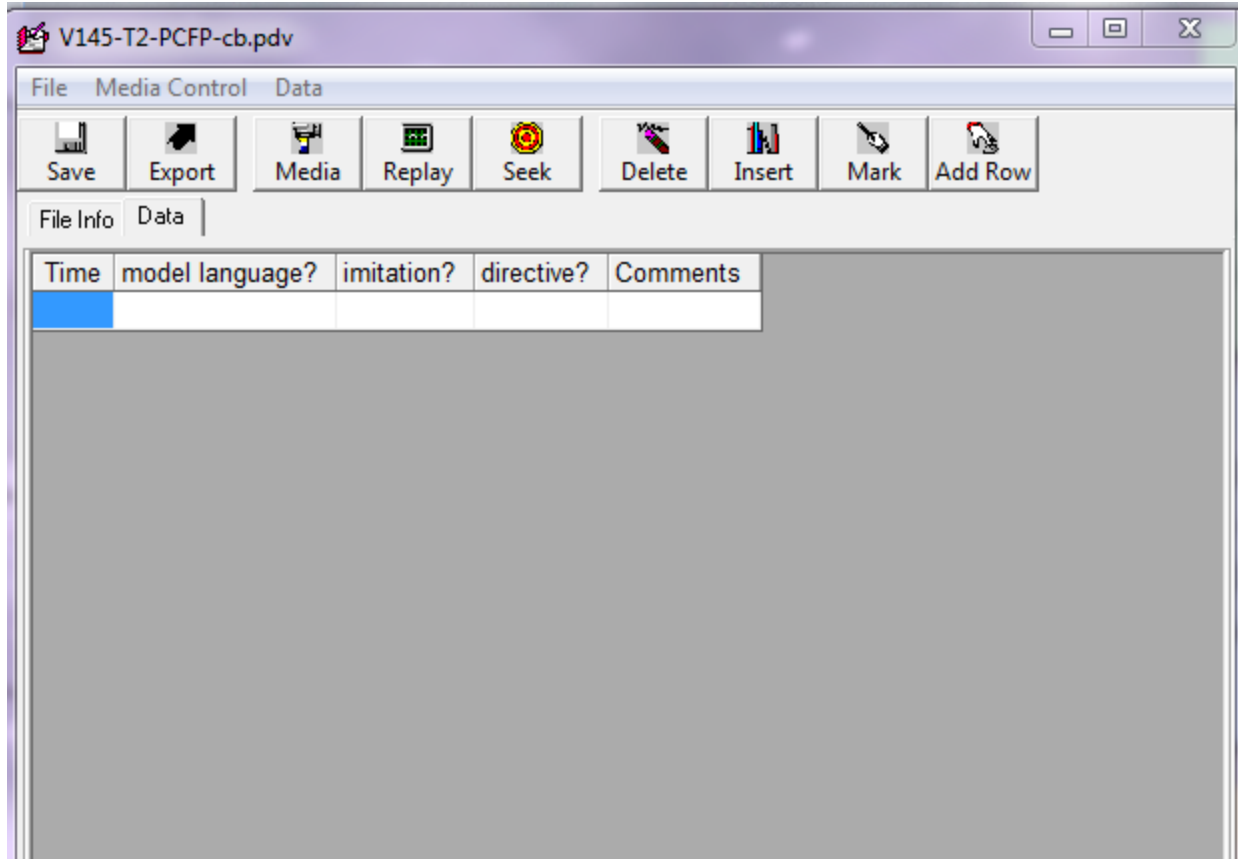 V145-T2-PCFP-cb.pdv
File Media Control Data
Save Export Media Replay Seek Delete Insert Mark Add Row
File Info Data
Time model language? imitation? directive? Comments